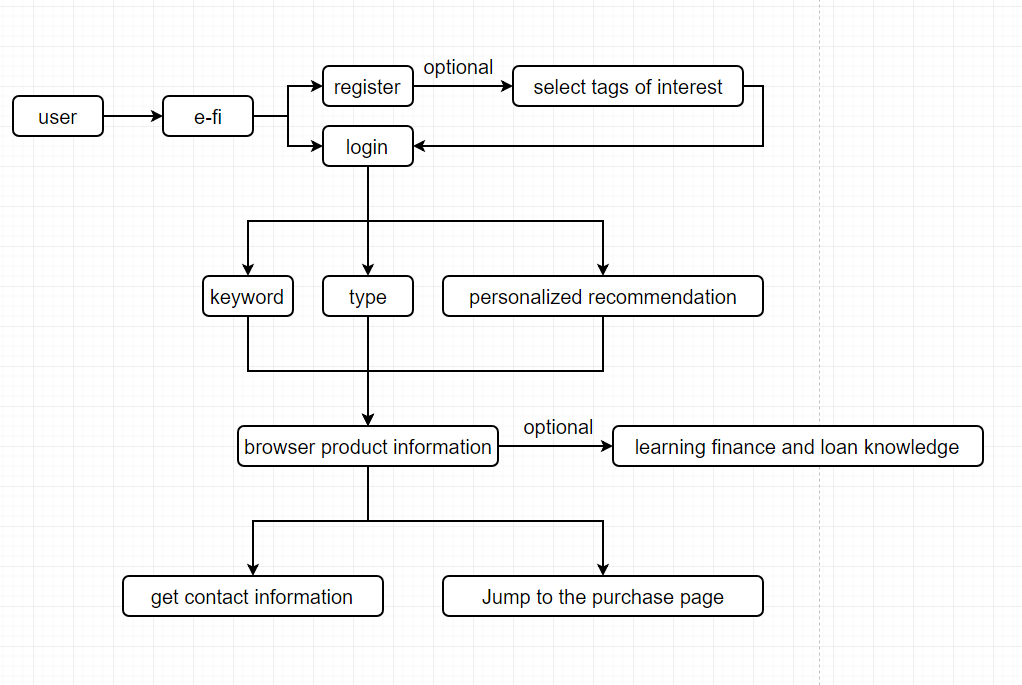 optional
register
select tags of interest
user
e-fi
login
keyword
type
personalized recommendation
optional
browser product information
learning finance and loan knowledge
get contact information
Jump to the purchase page